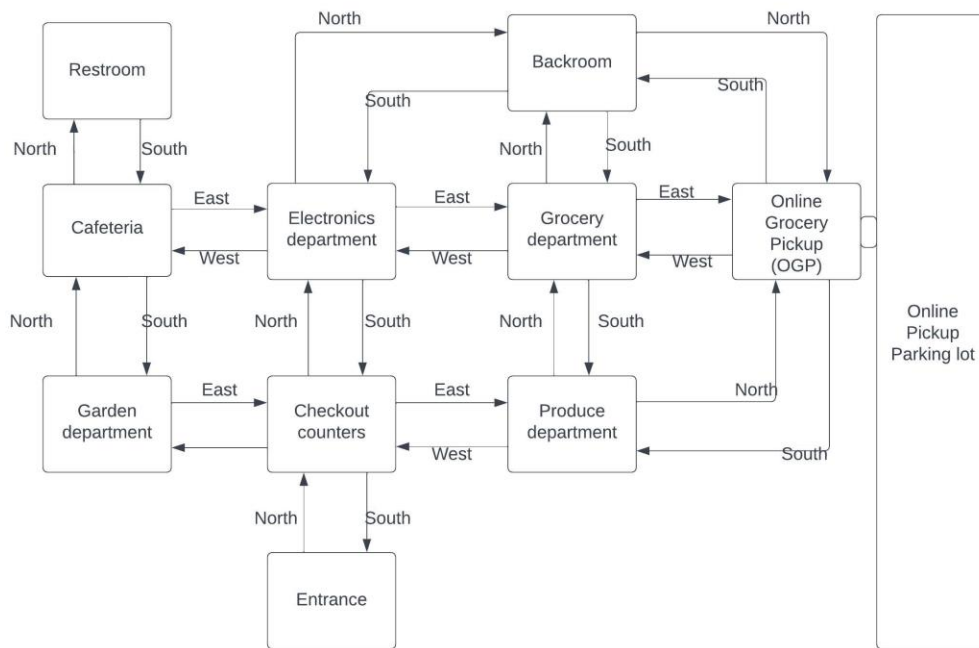 North
North
Restroom
Backroom
South
South
North
South
North
South
East
East
East
Cafeteria
Electronics
department
Grocery
department
Online
Grocery
Pickup
(OGP)
West
West
West
North
South
North
South
North
South
Online
Pickup
Parking lot
East
East
North
Garden
department
Checkout
counters
Produce
department
West
South
North
South
Entrance